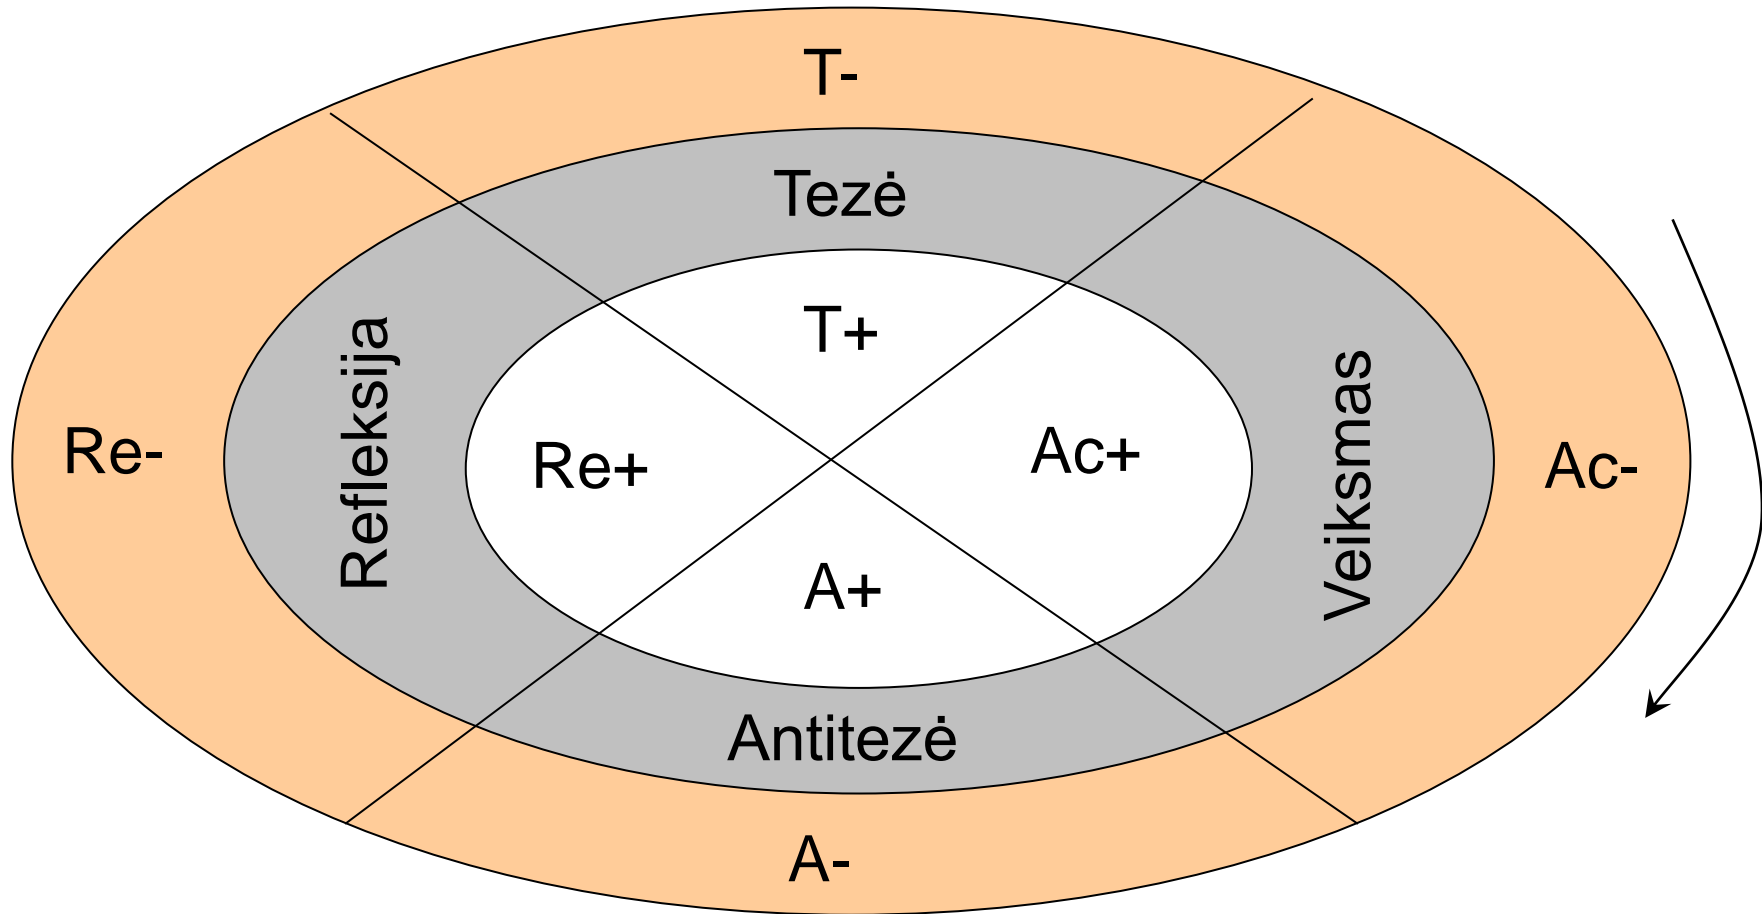 T-
Tezė
T+
Refleksija
Veiksmas
Re-
Re+
Ac+
Ac-
A+
Antitezė
A-